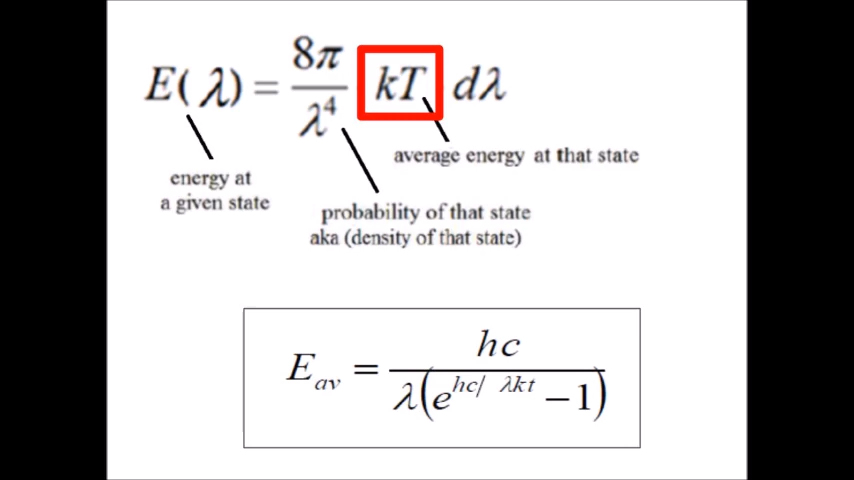 E(λ) = 8π/λ⁴ kT dλ
average energy at that state
energy at
a given state
probability of that state
aka (density of that state)
E_av = hc / λ(e^(hc/ λkt) − 1)